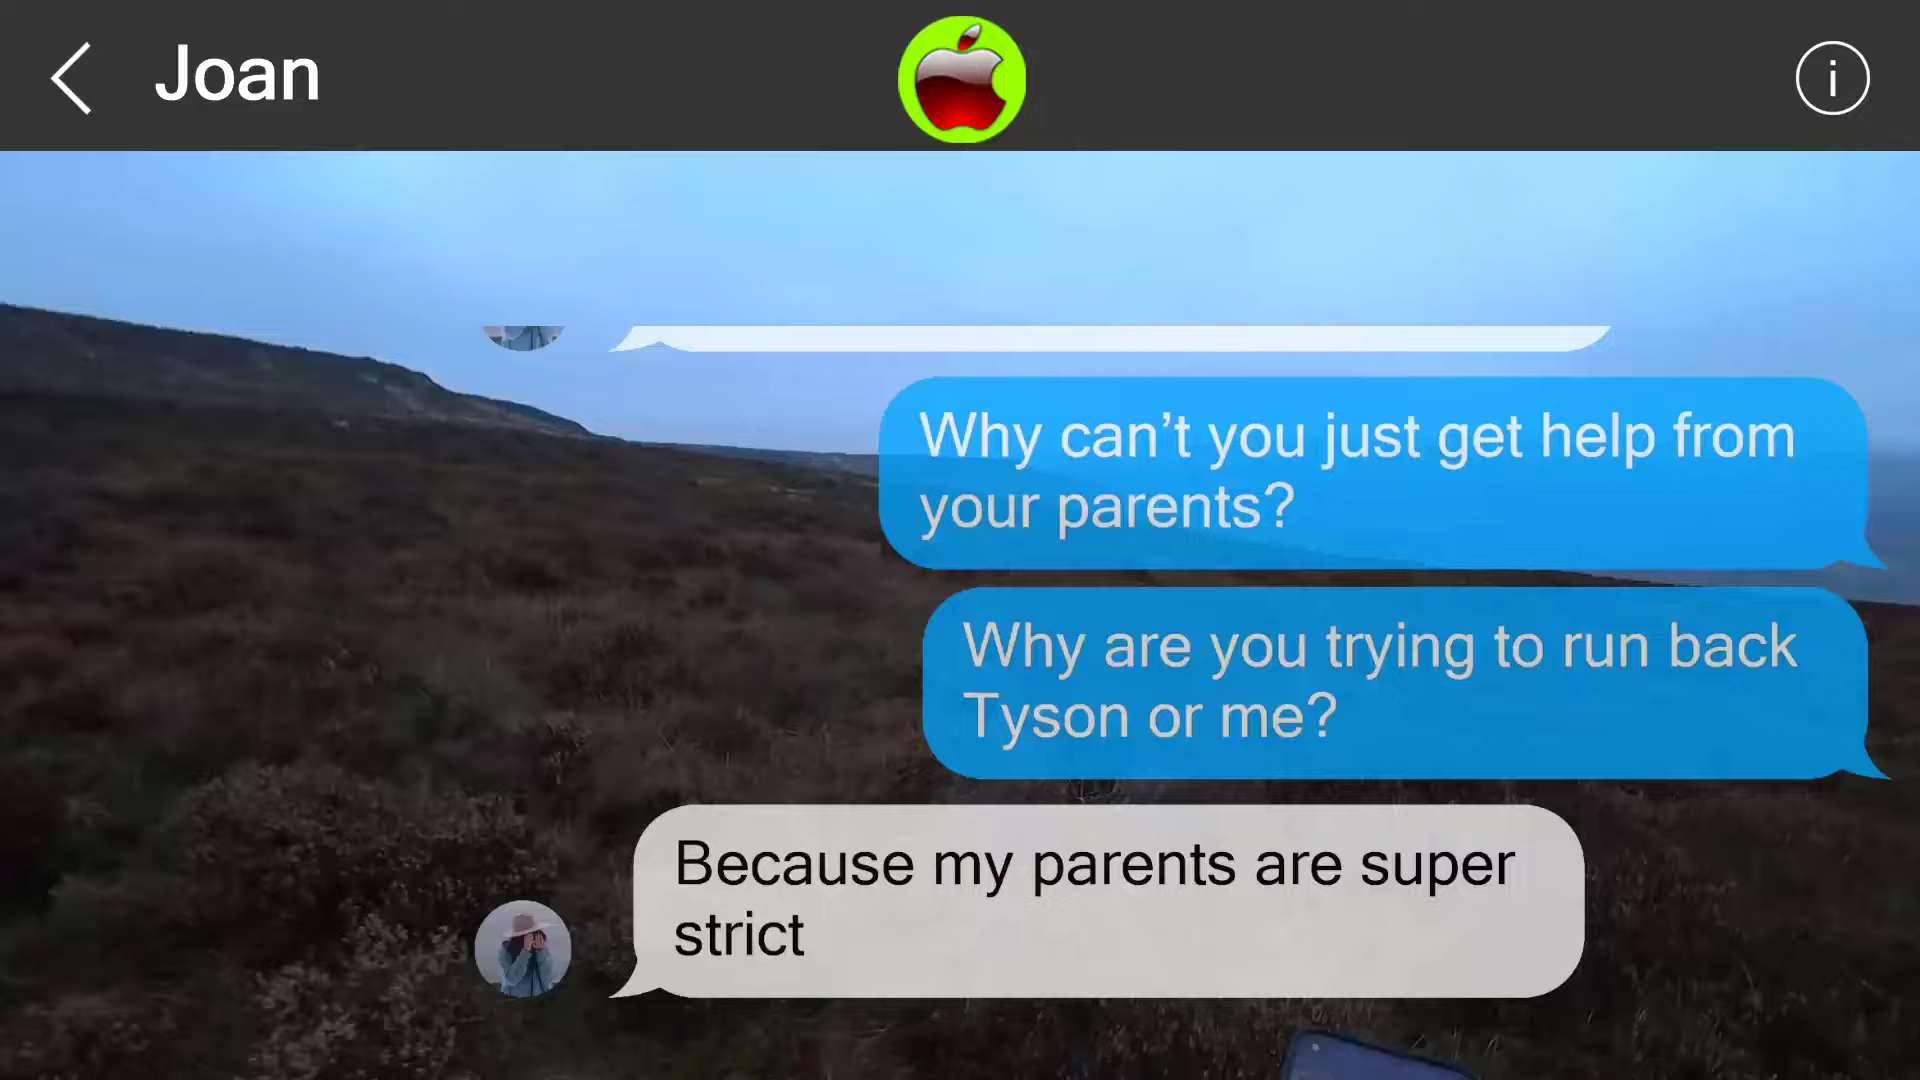 Joan
i
Why can’t you just get help from
your parents?
Why are you trying to run back
Tyson or me?
Because my parents are super
strict